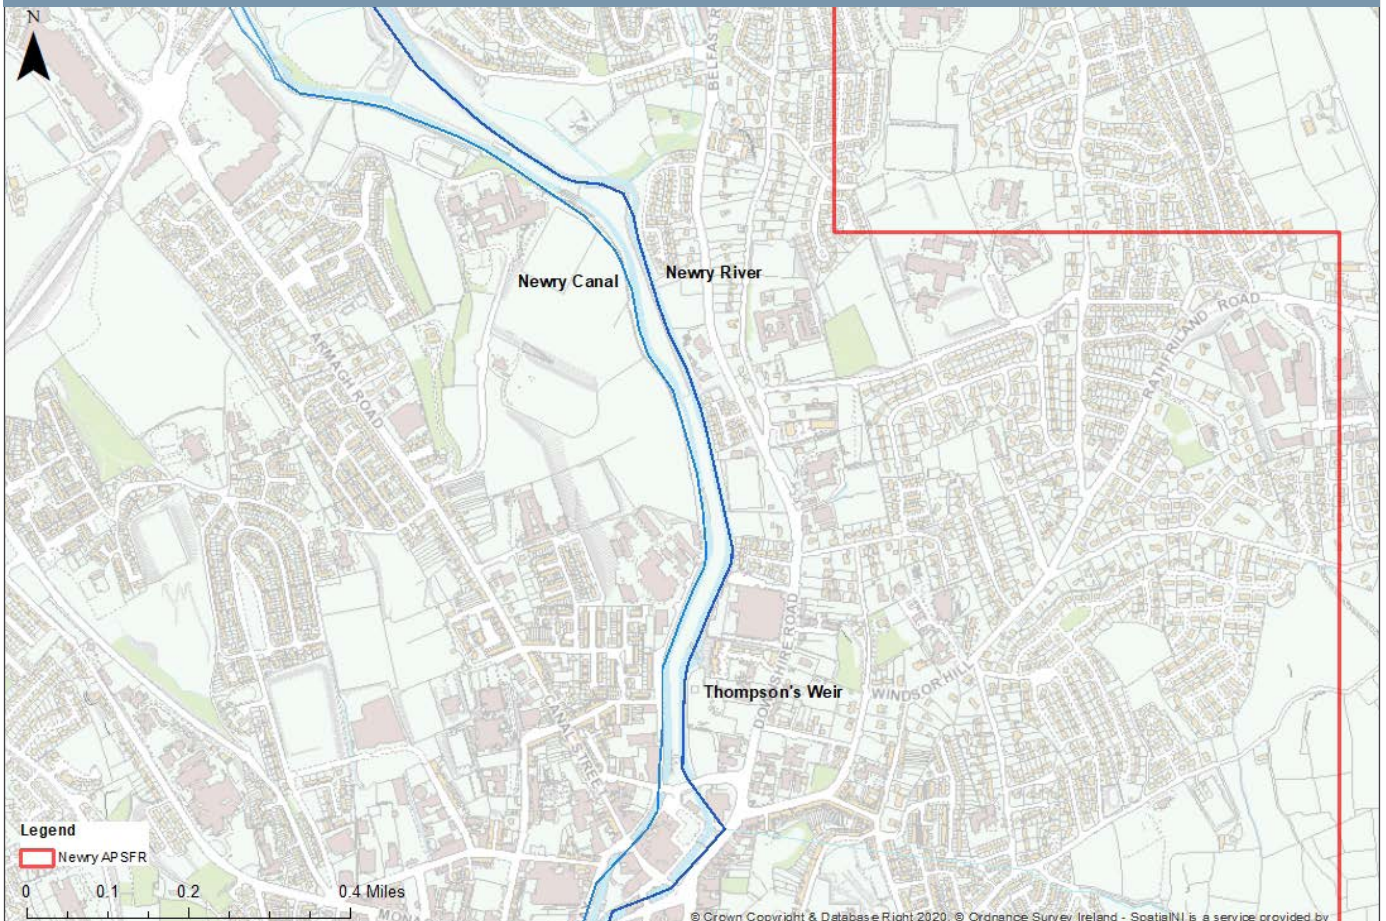 N
BELFAST R
Newry Canal
Newry River
RATHFRILAND ROAD
ARMAGH ROAD
Thompson's Weir
DOWNSHIRE ROAD
WINDSOR HILL
CANAL STREET
Legend
Newry APSFR
0 0.1 0.2 0.4 Miles
MONA
© Crown Copyright & Database Right 2020. © Ordnance Survey Ireland - SpatialNI is a service provided by